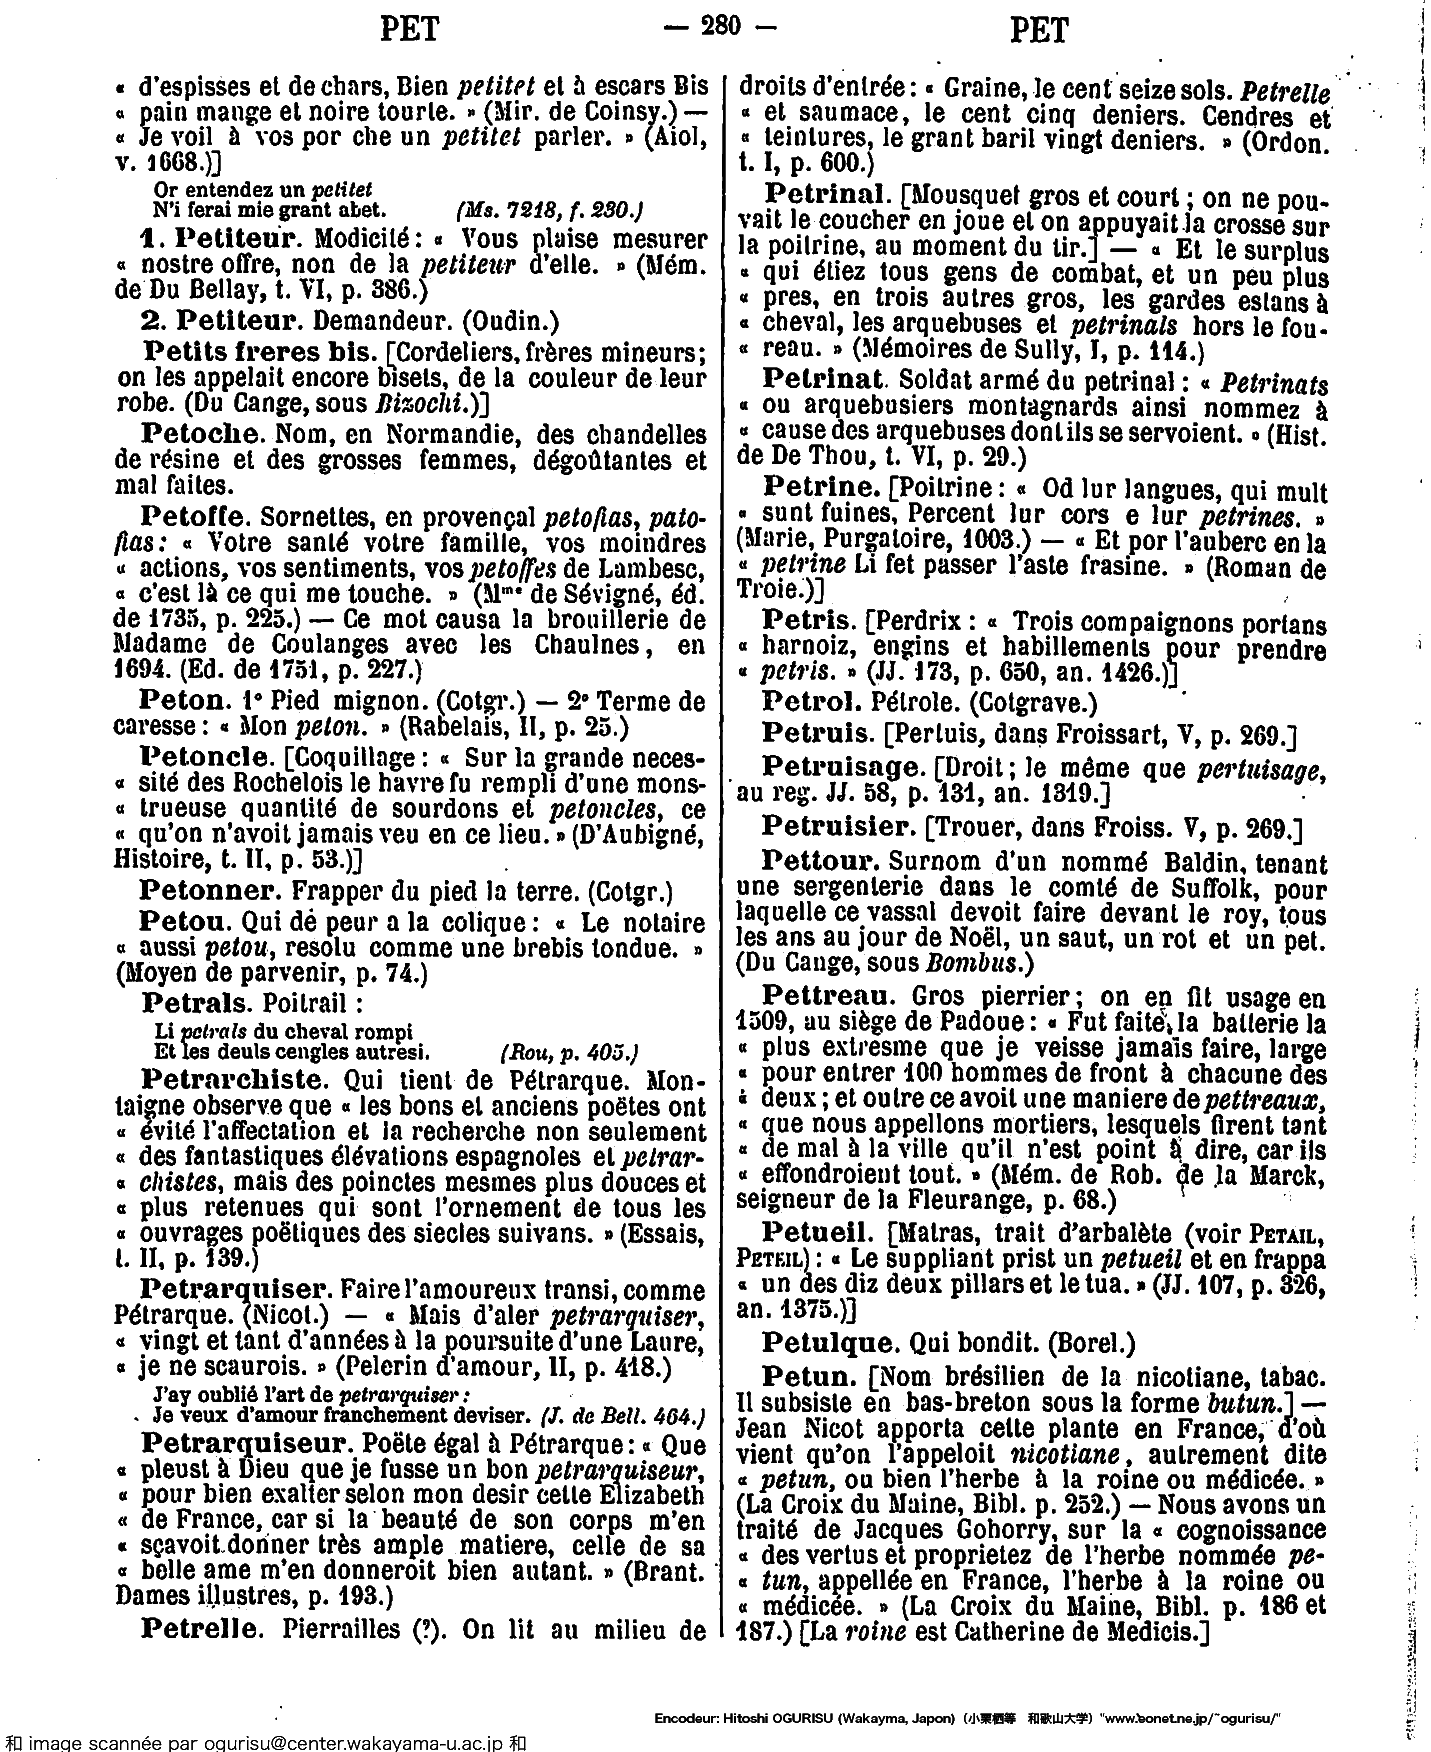 PET — 280 — PET
« d'espisses et de chars, Bien petitet et à escars Bis
« pain mange et noire tourte. » (Mir. de Coinsy.) —
« Je voil à vos por che un petitet parler. » (Aiol,
v. 1668.)]
Or entendez un petitet
N'i ferai mie grant abet. (Ms. 7218, f. 230.)
1. Petiteur. Modicité : « Vous plaise mesurer
« nostre offre, non de la petiteur d'elle. » (Mém.
de Du Bellay, t. VI, p. 386.)
2. Petiteur. Demandeur. (Oudin.)
Petits freres bis. [Cordeliers, frères mineurs;
on les appelait encore bisets, de la couleur de leur
robe. (Du Cange, sous Bizochi.)]
Petoche. Nom, en Normandie, des chandelles
de résine et des grosses femmes, dégoûtantes et
mal faites.
Petoffe. Sornettes, en provençal petofias, pato-
fias : « Votre santé votre famille, vos moindres
« actions, vos sentiments, vos petoffes de Lambesc,
« c'est là ce qui me touche. » (Mme de Sévigné, éd.
de 1735, p. 225.) — Ce mot causa la brouillerie de
Madame de Coulanges avec les Chaulnes, en
1694. (Ed. de 1751, p. 227.)
Peton. 1° Pied mignon. (Cotgr.) — 2° Terme de
caresse : « Mon peton. » (Rabelais, II, p. 25.)
Petoncle. [Coquillage : « Sur la grande neces-
« sité des Rochelois le havre fu rempli d'une mons-
« trueuse quantité de sourdons et petoncles, ce
« qu'on n'avoit jamais veu en ce lieu. » (D'Aubigné,
Histoire, t. II, p. 53.)]
Petonner. Frapper du pied la terre. (Cotgr.)
Petou. Qui dé peur a la colique : « Le notaire
« aussi petou, resolu comme une brebis tondue. »
(Moyen de parvenir, p. 74.)
Petrals. Poitrail :
Li petrals du cheval rompi
Et les deuls cengles autresi. (Rou, p. 405.)
Petrarchiste. Qui tient de Pétrarque. Mon-
taigne observe que « les bons et anciens poëtes ont
« évité l'affectation et la recherche non seulement
« des fantastiques élévations espagnoles et petrar-
« chistes, mais des poinctes mesmes plus douces et
« plus retenues qui sont l'ornement de tous les
« ouvrages poëtiques des siecles suivans. » (Essais,
t. II, p. 139.)
Petrarquiser. Faire l'amoureux transi, comme
Pétrarque. (Nicot.) — « Mais d'aler petrarquiser,
« vingt et tant d'années à la poursuite d'une Laure,
« je ne scaurois. » (Pelerin d'amour, II, p. 418.)
J'ay oublié l'art de petrarquiser :
Je veux d'amour franchement deviser. (J. de Bell. 464.)
Petrarquiseur. Poëte égal à Pétrarque : « Que
« pleust à Dieu que je fusse un bon petrarquiseur,
« pour bien exalter selon mon desir cette Elizabeth
« de France, car si la beauté de son corps m'en
« sçavoit donner très ample matiere, celle de sa
« belle ame m'en donneroit bien autant. » (Brant.
Dames illustres, p. 193.)
Petrelle. Pierrailles (?). On lit au milieu de
droits d'entrée : « Graine, le cent seize sols. Petrelle
« et saumace, le cent cinq deniers. Cendres et
« teintures, le grant baril vingt deniers. » (Ordon.
t. I, p. 600.)
Petrinal. [Mousquet gros et court ; on ne pou-
vait le coucher en joue et on appuyait la crosse sur
la poitrine, au moment du tir.] — « Et le surplus
« qui étiez tous gens de combat, et un peu plus
« pres, en trois autres gros, les gardes estans à
« cheval, les arquebuses et petrinals hors le fou-
« reau. » (Mémoires de Sully, I, p. 114.)
Petrinat. Soldat armé du petrinal : « Petrinats
« ou arquebusiers montagnards ainsi nommez à
« cause des arquebuses dont ils se servoient. » (Hist.
de De Thou, t. VI, p. 29.)
Petrine. [Poitrine : « Od lur langues, qui mult
« sunt fuines, Percent lur cors e lur petrines. »
(Marie, Purgatoire, 1003.) — « Et por l'auberc en la
« petrine Li fet passer l'aste frasine. » (Roman de
Troie.)]
Petris. [Perdrix : « Trois compaignons portans
« harnoiz, engins et habillements pour prendre
« petris. » (JJ. 173, p. 650, an. 1426.)]
Petrol. Pétrole. (Cotgrave.)
Petruis. [Pertuis, dans Froissart, V, p. 269.]
Petruisage. [Droit ; le même que pertuisage,
au reg. JJ. 58, p. 131, an. 1319.]
Petruisier. [Trouer, dans Froiss. V, p. 269.]
Pettour. Surnom d'un nommé Baldin, tenant
une sergenterie dans le comté de Suffolk, pour
laquelle ce vassal devoit faire devant le roy, tous
les ans au jour de Noël, un saut, un rot et un pet.
(Du Cange, sous Bombus.)
Pettreau. Gros pierrier ; on en fit usage en
1509, au siège de Padoue : « Fut faite la batterie la
« plus extresme que je veisse jamais faire, large
« pour entrer 100 hommes de front à chacune des
« deux ; et outre ce avoit une maniere de pettreaux,
« que nous appellons mortiers, lesquels firent tant
« de mal à la ville qu'il n'est point à dire, car ils
« effondroient tout. » (Mém. de Rob. de la Marck,
seigneur de la Fleurange, p. 68.)
Petueil. [Matras, trait d'arbalète (voir PETAIL,
PETEIL) : « Le suppliant prist un petueil et en frappa
« un des diz deux pillars et le tua. » (JJ. 107, p. 326,
an. 1375.)]
Petulque. Qui bondit. (Borel.)
Petun. [Nom brésilien de la nicotiane, tabac.
Il subsiste en bas-breton sous la forme butun.] —
Jean Nicot apporta cette plante en France, d'où
vient qu'on l'appeloit nicotiane, autrement dite
« petun, ou bien l'herbe à la roine ou médicée. »
(La Croix du Maine, Bibl. p. 252.) — Nous avons un
traité de Jacques Gohorry, sur la « cognoissance
« des vertus et proprietez de l'herbe nommée pe-
« tun, appellée en France, l'herbe à la roine ou
« médicée. » (La Croix du Maine, Bibl. p. 186 et
187.) [La roine est Catherine de Medicis.]
Encodeur: Hitoshi OGURISU (Wakayma, Japon) (小栗栖等 和歌山大学) "www.eonet.ne.jp/~ogurisu/"
和 image scannée par ogurisu@center.wakayama-u.ac.jp 和